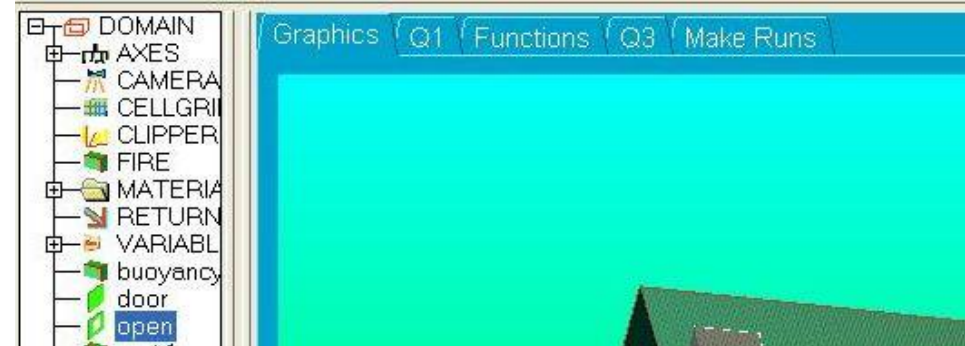 DOMAIN
AXES
CAMERA
CELLGRI
CLIPPER
FIRE
MATERIA
RETURN
VARIABL
buoyancy
door
open
Graphics Q1 Functions Q3 Make Runs